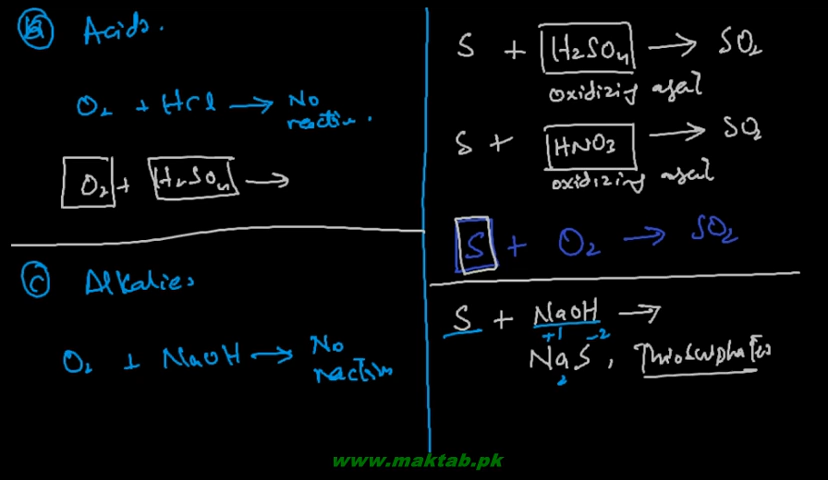 (b) Acids.
O2 + HCl → No
reaction.
O2 + H2SO4 →
(c) Alkalies
O2 + NaOH → No
reaction
S + H2SO4 → SO2
oxidizing agent
S + HNO3 → SO2
oxidizing agent
S + O2 → SO2
S + NaOH →
+1 -2
Na2S, Thiosulphates
www.maktab.pk